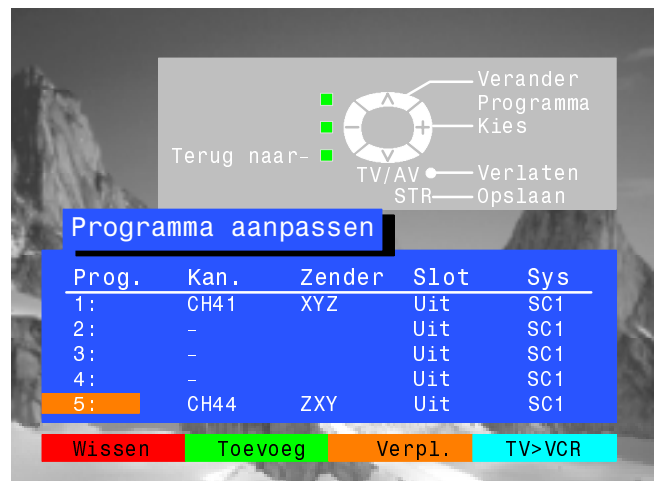 Verander
Programma
Kies
Terug naar
TV/AV Verlaten
STR Opslaan
Programma aanpassen
Prog. Kan. Zender Slot Sys
1: CH41 XYZ Uit SC1
2: - Uit SC1
3: - Uit SC1
4: - Uit SC1
5: CH44 ZXY Uit SC1
Wissen Toevoeg Verpl. TV>VCR